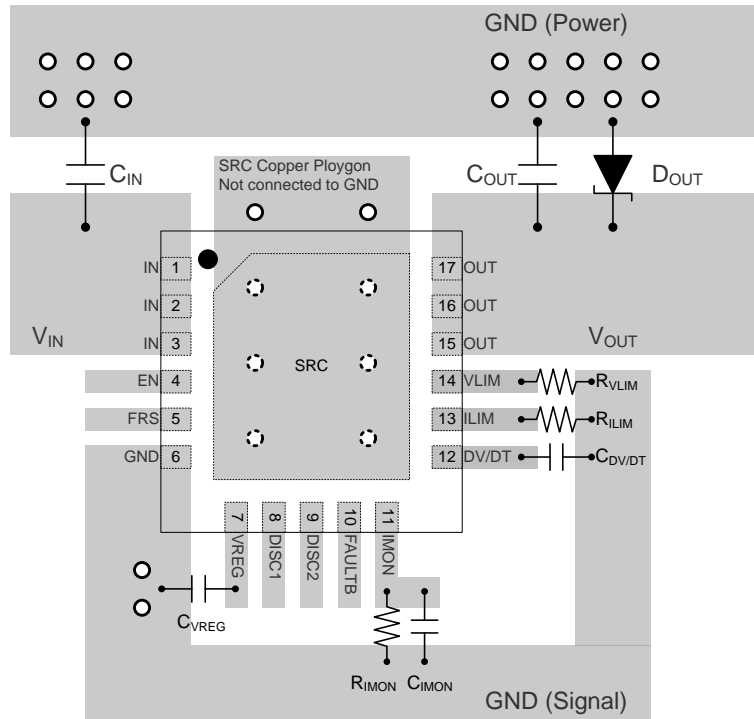 GND (Power)
SRC Copper Ploygon
Not connected to GND
CIN
COUT
DOUT
IN 1
IN 2
IN 3
EN 4
FRS 5
GND 6
VIN
SRC
17 OUT
16 OUT
15 OUT
VOUT
14 VLIM
RVLIM
13 ILIM
RILIM
12 DV/DT
CDV/DT
7 VREG
8 DISC1
9 DISC2
10 FAULTB
11 IMON
CVREG
RIMON
CIMON
GND (Signal)